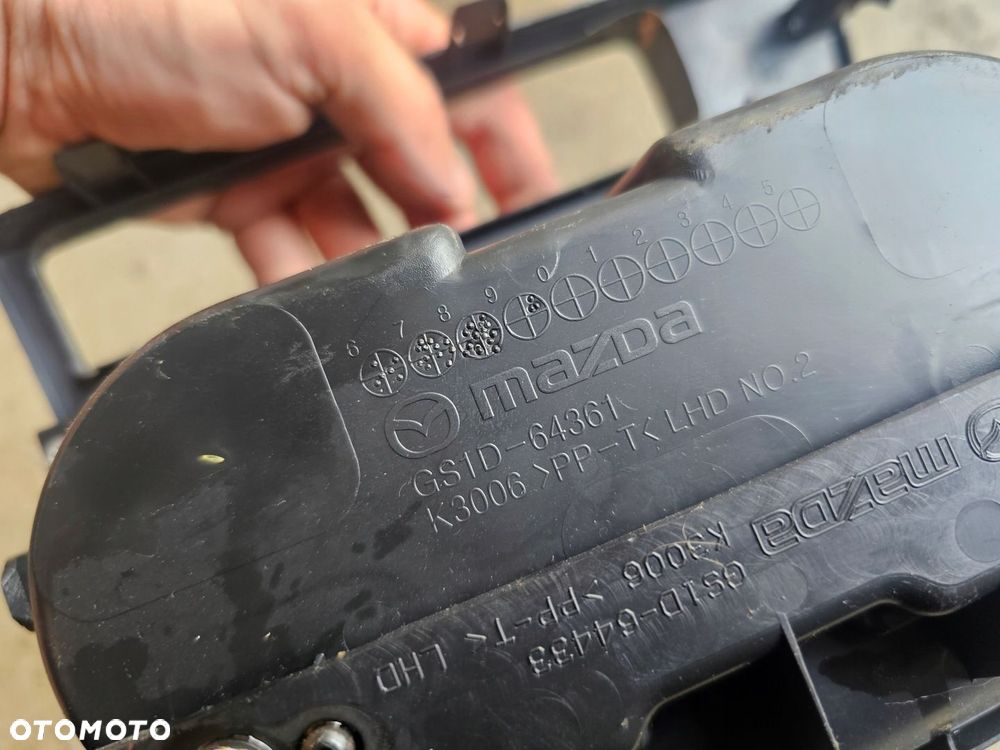 6 7 8 9 0 1 2 3 4 5
mazda
GS1D-64361
K3006 >PP-T< LHD NO.2
mazda
K3006 >PP-T< LHD
GS1D-64433
OTOMOTO